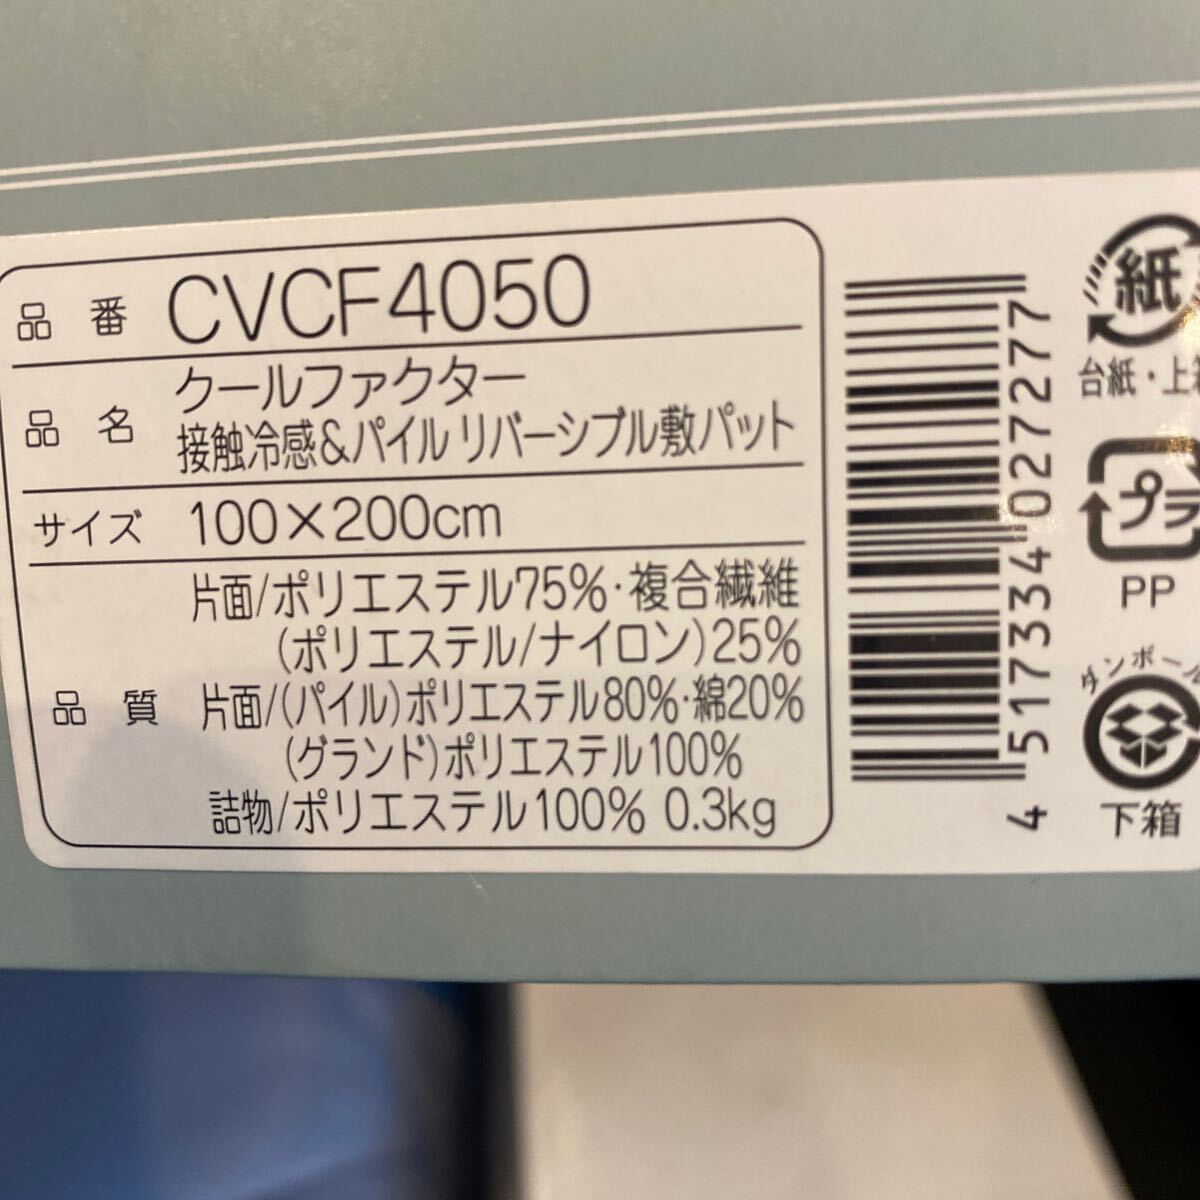 品番 CVCF4050
品名 クールファクター
接触冷感&パイル リバーシブル敷パット
サイズ 100×200cm
品質 片面/ポリエステル75%・複合繊維
(ポリエステル/ナイロン)25%
片面/(パイル)ポリエステル80%・綿20%
(グランド)ポリエステル100%
詰物/ポリエステル100% 0.3kg
4517334027277
紙
台紙・上
プラ
PP
ダンボール
下箱